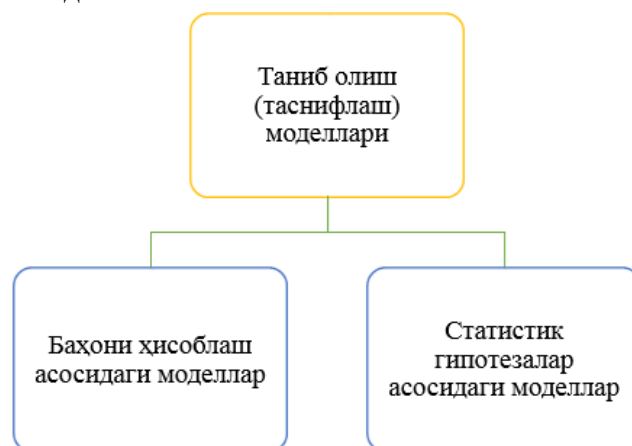 Таниб олиш
(таснифлаш)
моделлари
Баҳони ҳисоблаш
асосидаги моделлар
Статистик
гипотезалар
асосидаги моделлар